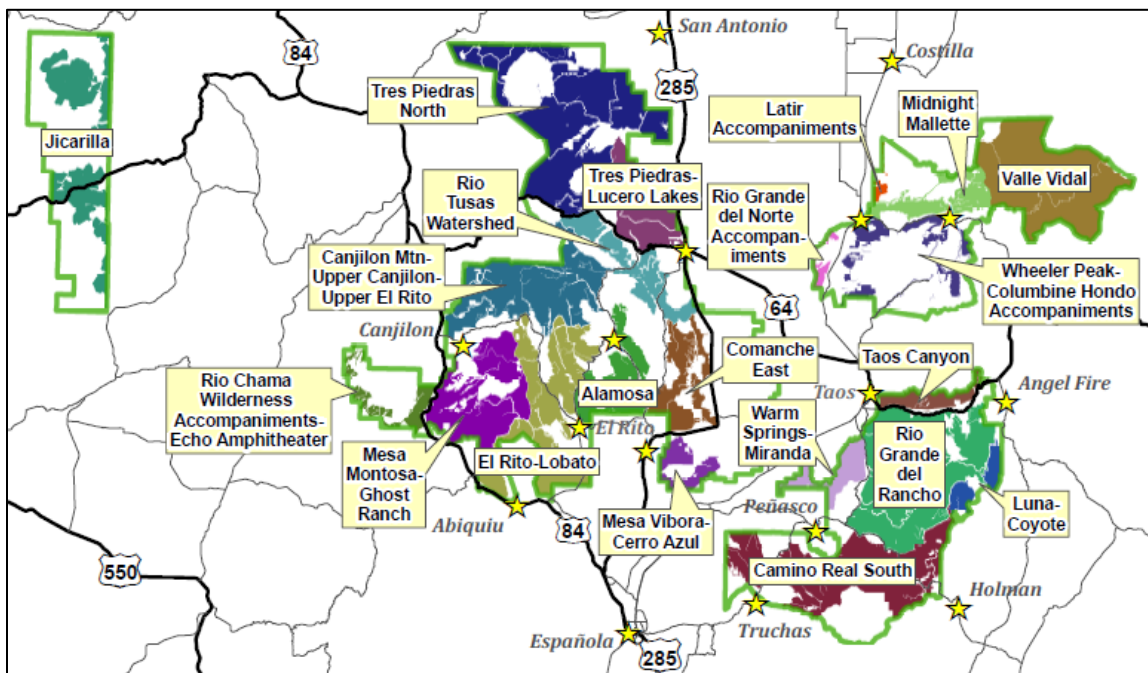 San Antonio
84
Costilla
285
Tres Piedras
North
Latir
Accompaniments
Midnight
Mallette
Jicarilla
Valle Vidal
Tres Piedras-
Lucero Lakes
Rio
Tusas
Watershed
Rio Grande
del Norte
Accompan-
iments
Canjilon Mtn-
Upper Canjilon-
Upper El Rito
Wheeler Peak-
Columbine Hondo
Accompaniments
64
Canjilon
Comanche
East
Taos Canyon
Angel Fire
Taos
Rio Chama
Wilderness
Accompaniments-
Echo Amphitheater
Alamosa
Warm
Springs-
Miranda
El Rito
Rio
Grande
del
Rancho
Mesa
Montosa-
Ghost
Ranch
El Rito-Lobato
Luna-
Coyote
Abiquiu
84
Mesa Vibora-
Cerro Azul
Peñasco
550
Camino Real South
Holman
Truchas
Española
285